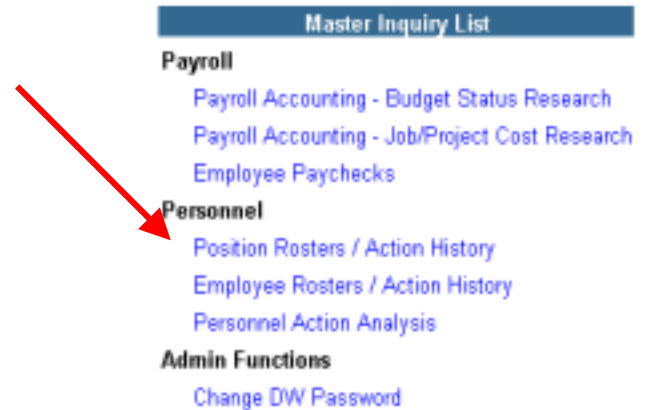 Master Inquiry List
Payroll
Payroll Accounting - Budget Status Research
Payroll Accounting - Job/Project Cost Research
Employee Paychecks
Personnel
Position Rosters / Action History
Employee Rosters / Action History
Personnel Action Analysis
Admin Functions
Change DW Password